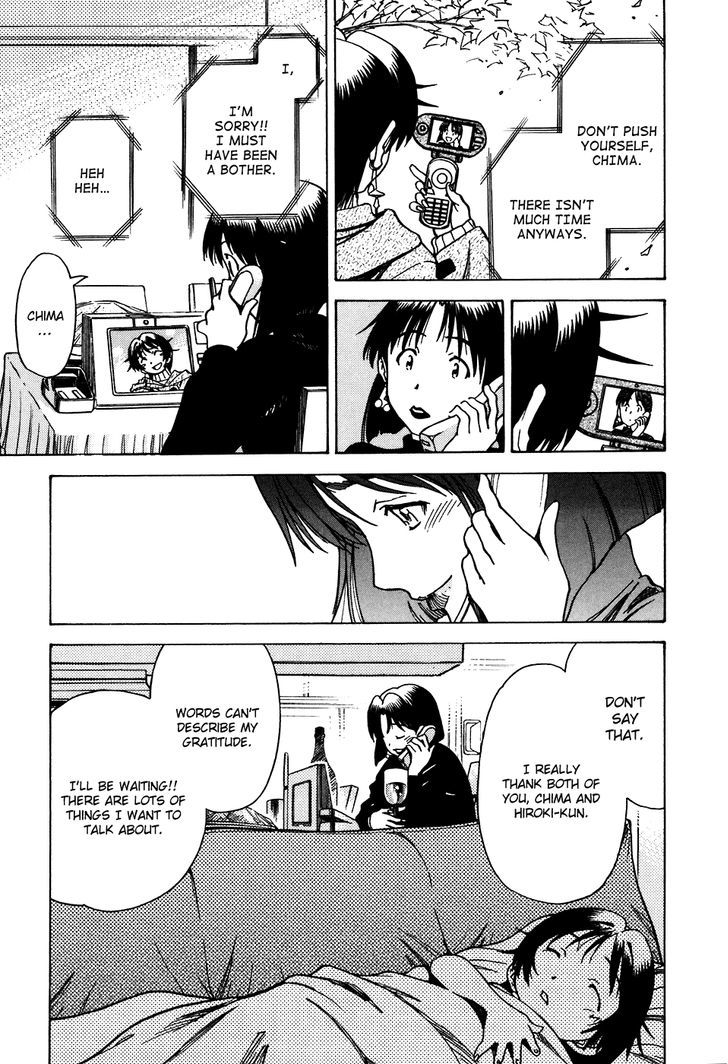 DON'T PUSH
YOURSELF,
CHIMA.
THERE ISN'T
MUCH TIME
ANYWAYS.
I,
I'M
SORRY!!
I MUST
HAVE BEEN
A BOTHER.
HEH
HEH...
CHIMA
...
DON'T
SAY
THAT.
I REALLY
THANK BOTH OF
YOU, CHIMA AND
HIROKI-KUN.
WORDS CAN'T
DESCRIBE MY
GRATITUDE.
I'LL BE WAITING!!
THERE ARE LOTS OF
THINGS I WANT TO
TALK ABOUT.